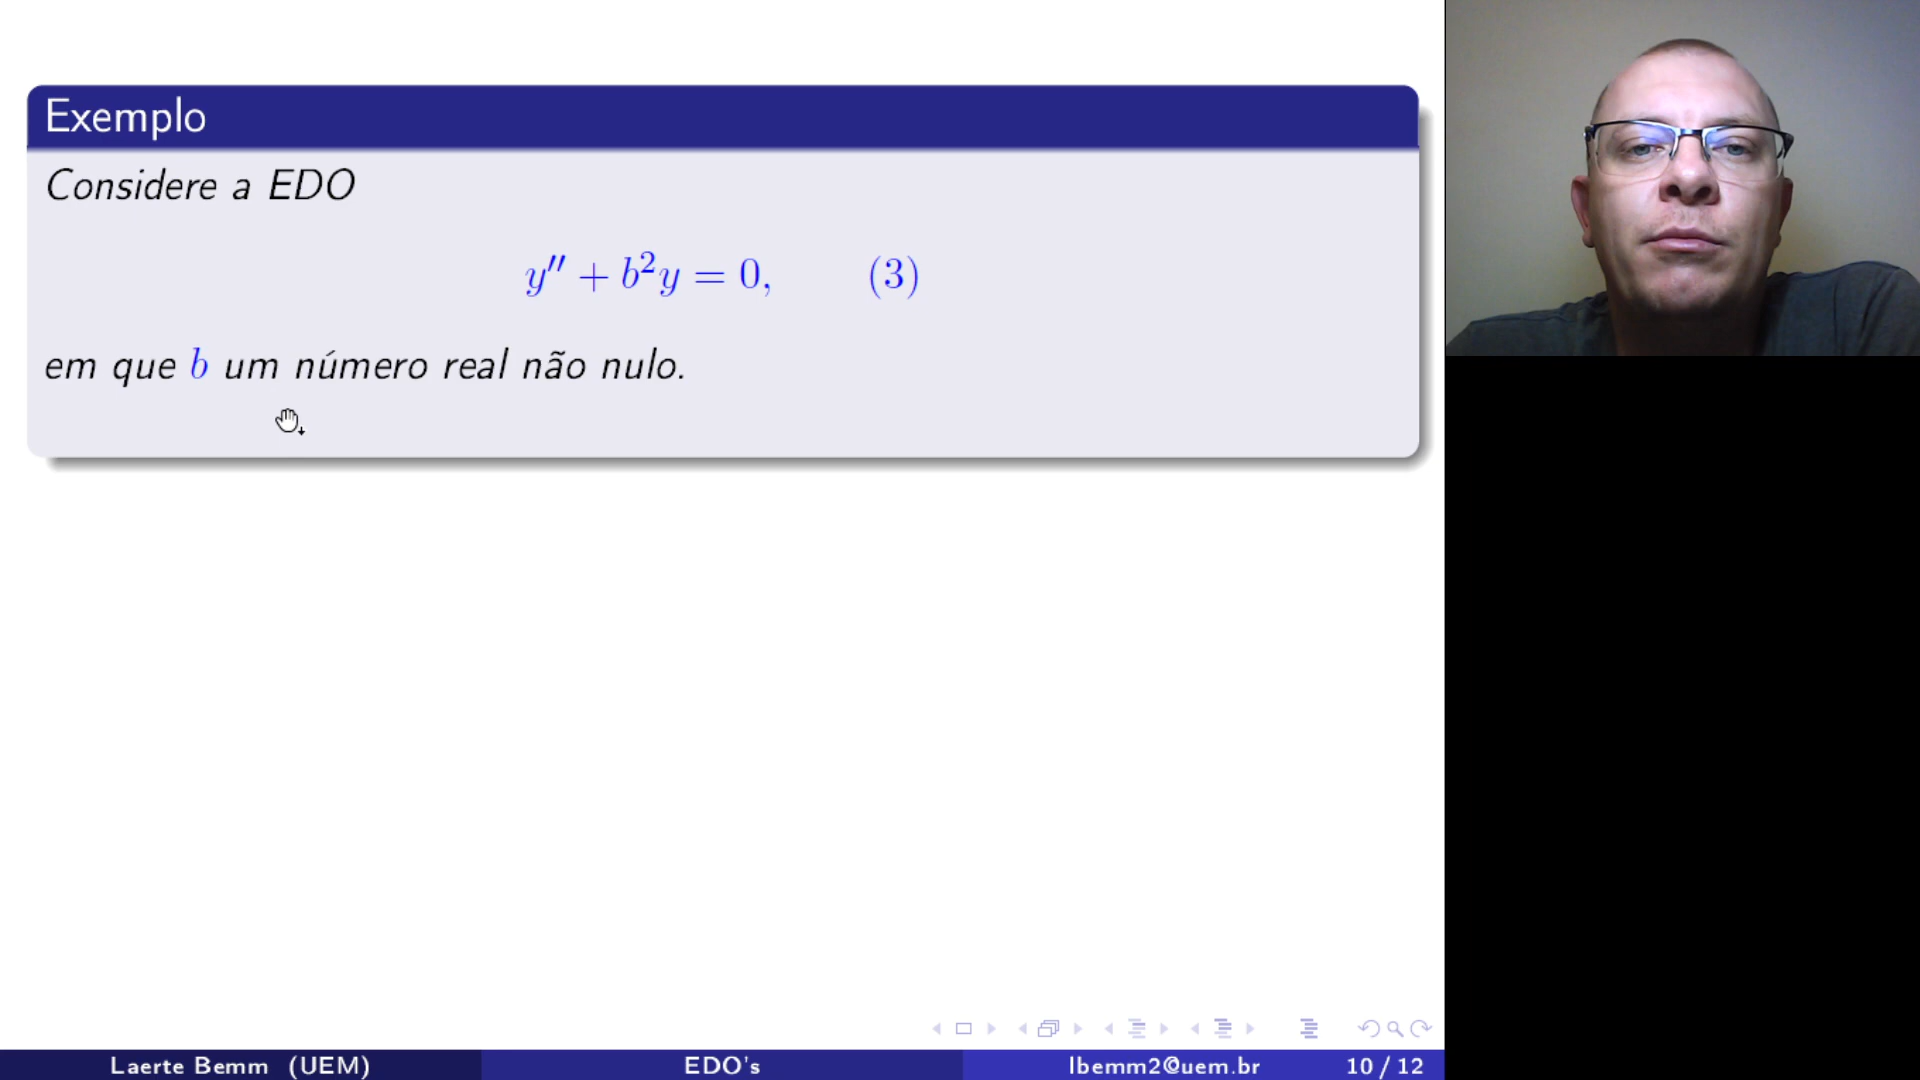 Exemplo
Considere a EDO
y′′ + b²y = 0, (3)
em que b um número real não nulo.
Laerte Bemm (UEM) EDO's lbemm2@uem.br 10 / 12